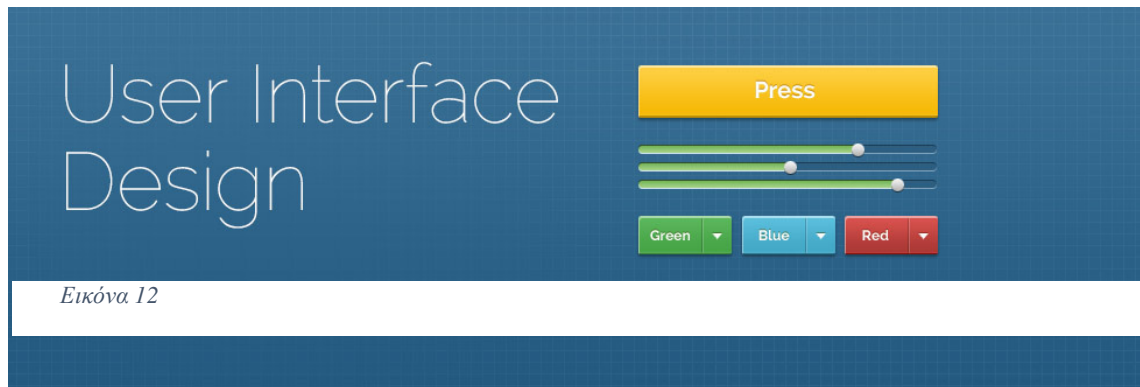 User Interface
Design
Press
Green
Blue
Red
Εικόνα 12